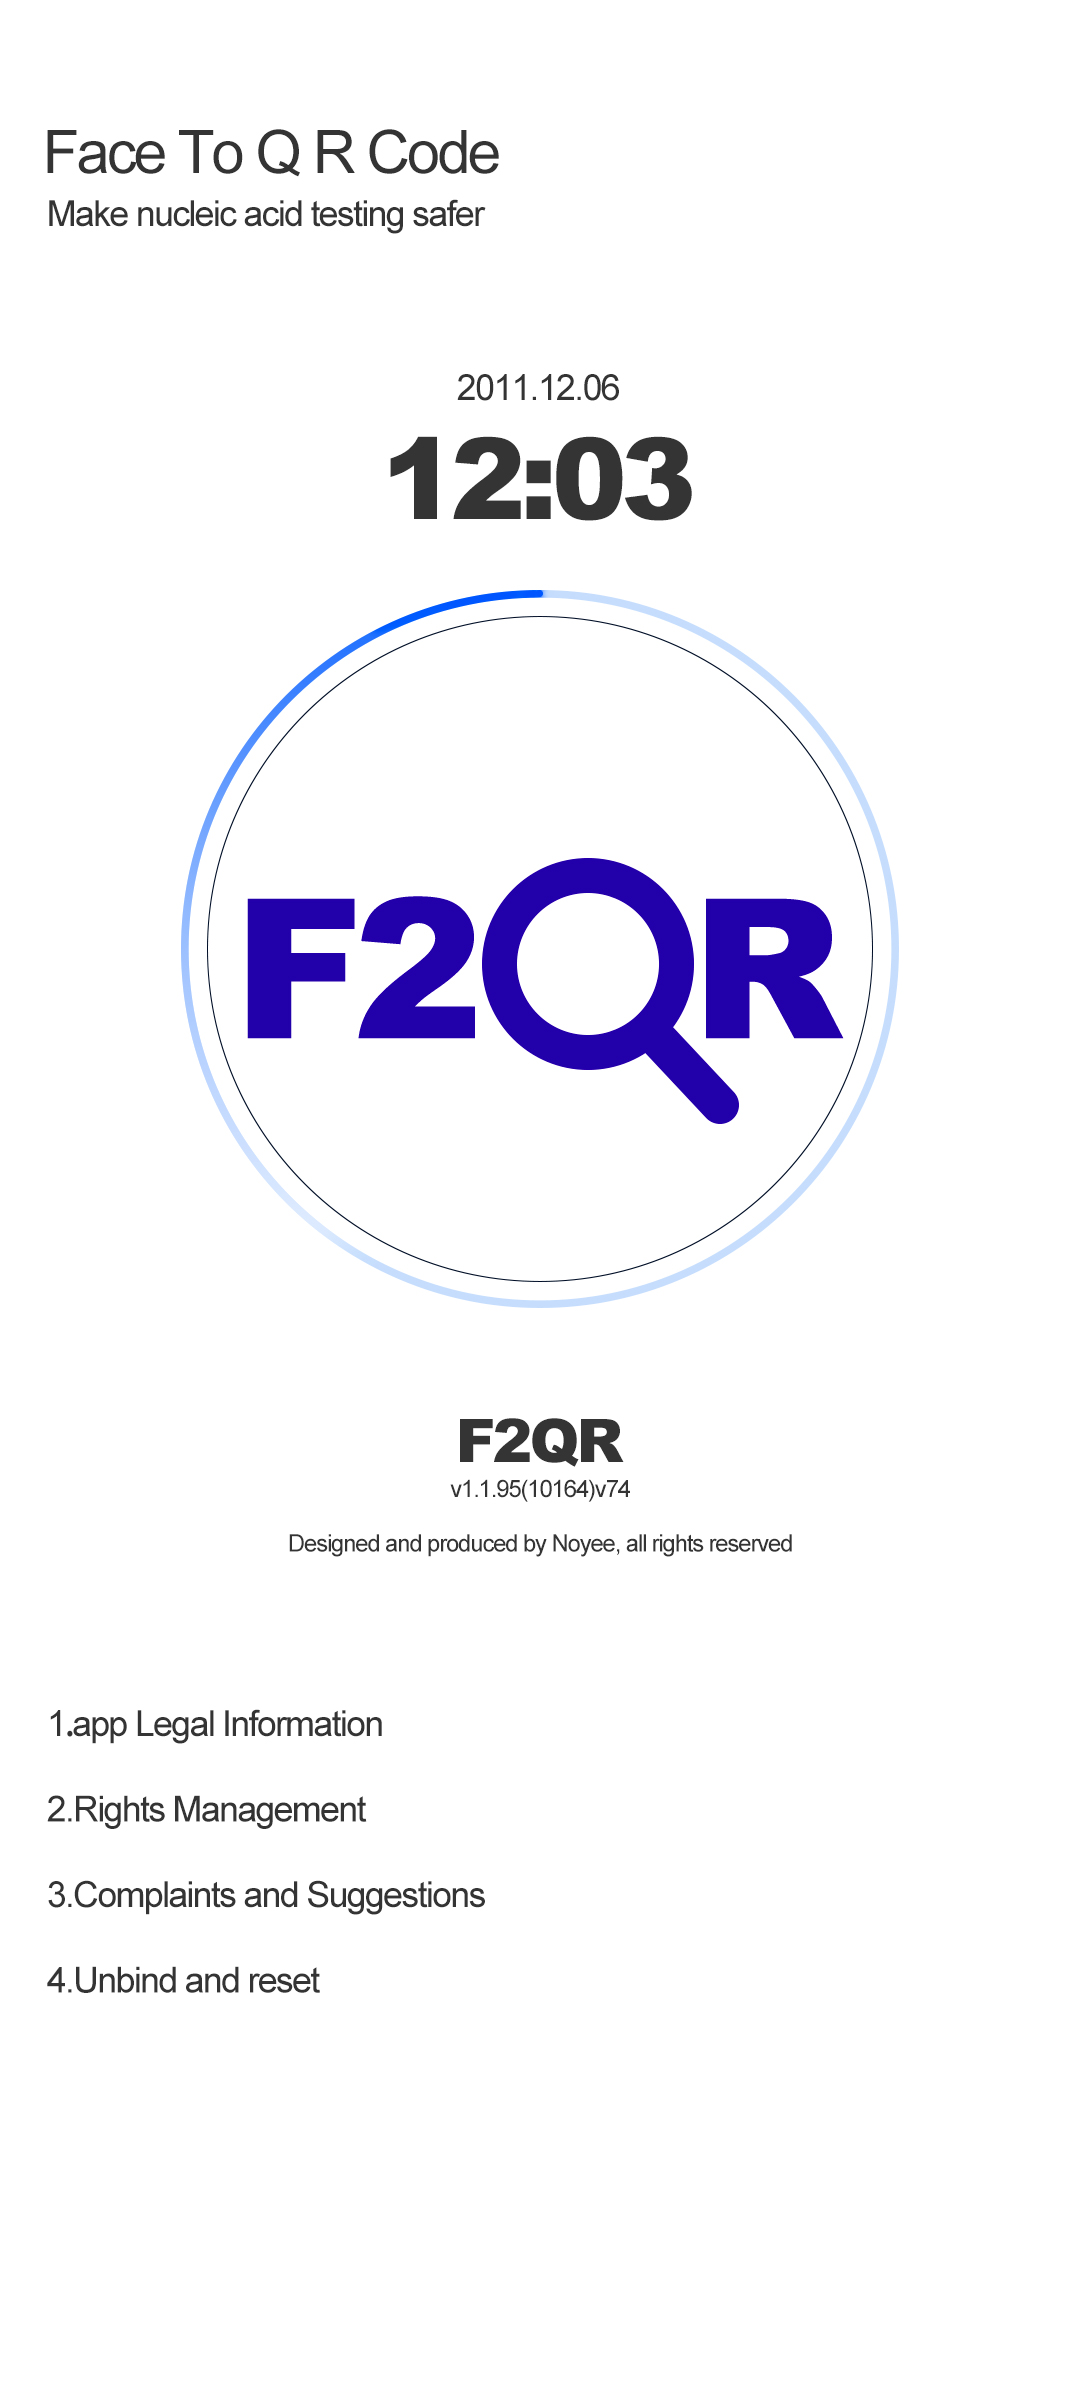 Face To Q R Code
Make nucleic acid testing safer
2011.12.06
12:03
F2QR
F2QR
v1.1.95(10164)v74
Designed and produced by Noyee, all rights reserved
1.app Legal Information
2.Rights Management
3.Complaints and Suggestions
4.Unbind and reset